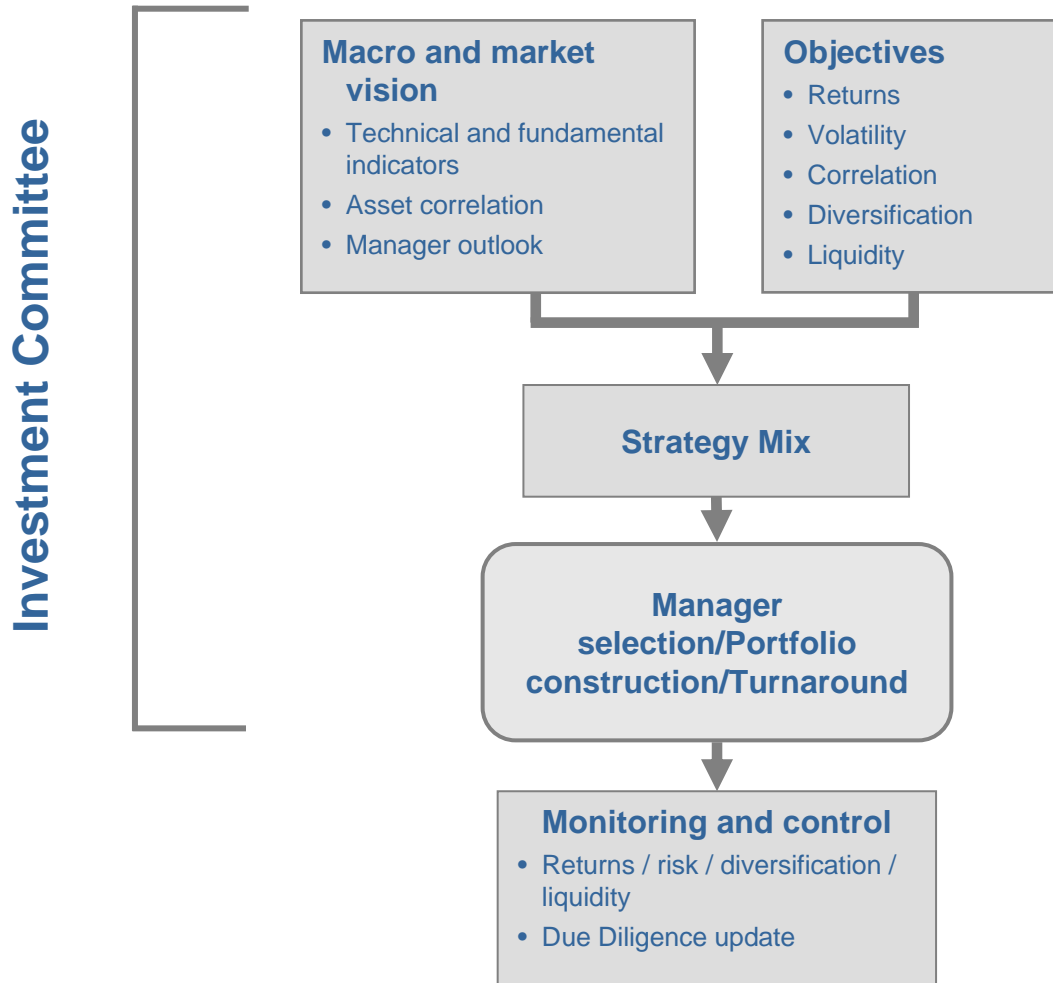 Investment Committee
Macro and market
vision
• Technical and fundamental
indicators
• Asset correlation
• Manager outlook
Objectives
• Returns
• Volatility
• Correlation
• Diversification
• Liquidity
Strategy Mix
Manager
selection/Portfolio
construction/Turnaround
Monitoring and control
• Returns / risk / diversification /
liquidity
• Due Diligence update